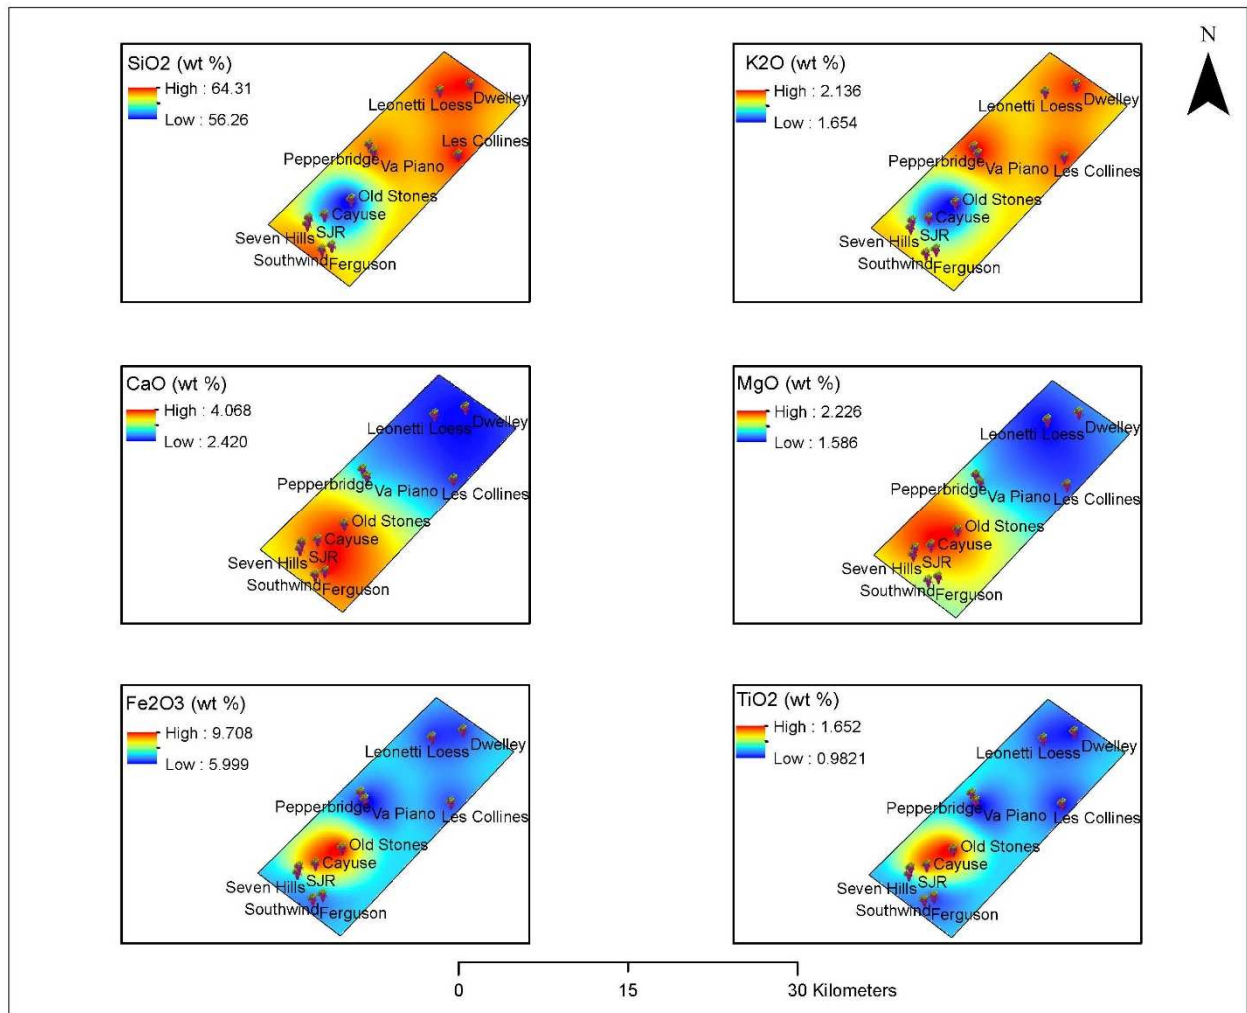 N
SiO2 (wt %)
High : 64.31
Low : 56.26
Leonetti Loess
Dwelley
Les Collines
Pepperbridge
Va Piano
Old Stones
Cayuse
Seven Hills
SJR
Southwind
Ferguson
K2O (wt %)
High : 2.136
Low : 1.654
Leonetti Loess
Dwelley
Pepperbridge
Va Piano
Les Collines
Old Stones
Cayuse
Seven Hills
SJR
Southwind
Ferguson
CaO (wt %)
High : 4.068
Low : 2.420
Leonetti Loess
Dwelley
Pepperbridge
Va Piano
Les Collines
Old Stones
Cayuse
Seven Hills
SJR
Southwind
Ferguson
MgO (wt %)
High : 2.226
Low : 1.586
Leonetti Loess
Dwelley
Pepperbridge
Va Piano
Les Collines
Old Stones
Cayuse
Seven Hills
SJR
Southwind
Ferguson
Fe2O3 (wt %)
High : 9.708
Low : 5.999
Leonetti Loess
Dwelley
Pepperbridge
Va Piano
Les Collines
Old Stones
Cayuse
Seven Hills
SJR
Southwind
Ferguson
TiO2 (wt %)
High : 1.652
Low : 0.9821
Leonetti Loess
Dwelley
Pepperbridge
Va Piano
Les Collines
Old Stones
Cayuse
Seven Hills
SJR
Southwind
Ferguson
0 15 30 Kilometers